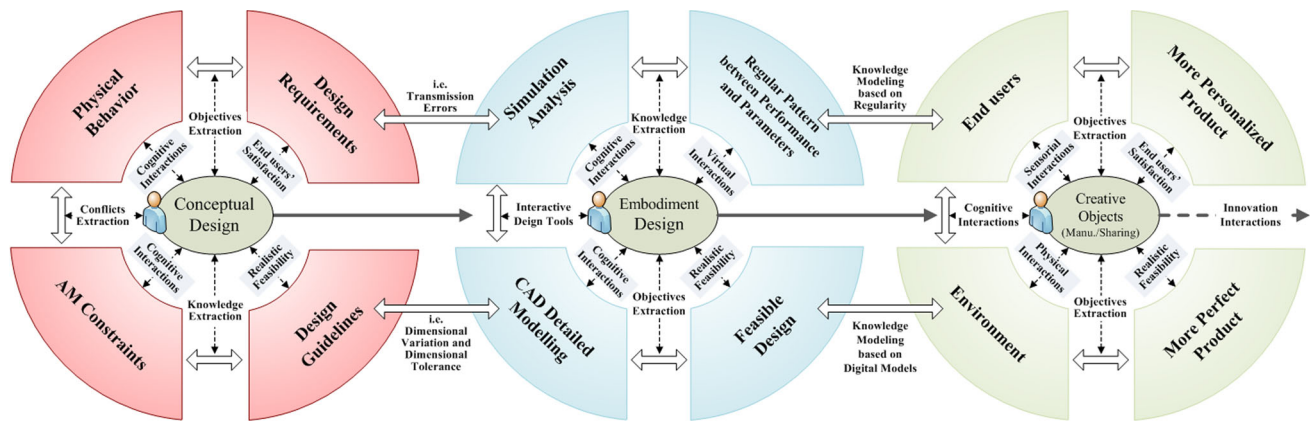 Physical
Behavior
Design
Requirements
Objectives
Extraction
Cognitive
Interactions
End users'
Satisfaction
Conflicts
Extraction
Conceptual
Design
Cognitive
Interactions
Realistic
Feasibility
Knowledge
Extraction
AM Constraints
Design
Guidelines
i.e.
Transmission
Errors
i.e.
Dimensional
Variation and
Dimensional
Tolerance
Simulation
Analysis
Regular Pattern
between Performance
and Parameters
Knowledge
Extraction
Cognitive
Interactions
Virtual
Interactions
Interactive
Deign Tools
Embodiment
Design
Cognitive
Interactions
Realistic
Feasibility
Objectives
Extraction
CAD Detailed
Modelling
Feasible
Design
Knowledge
Modeling
based on
Regularity
Knowledge
Modeling
based on
Digital Models
End users
More Personalized
Product
Objectives
Extraction
Sensorial
Interactions
End users'
Satisfaction
Cognitive
Interactions
Creative
Objects
(Manu./Sharing)
Innovation
Interactions
Physical
Interactions
Realistic
Feasibility
Objectives
Extraction
Environment
More Perfect
Product